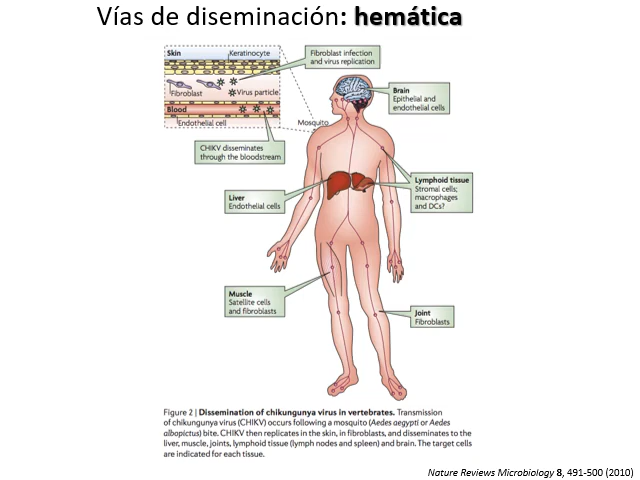 Vías de diseminación: hemática
Skin
Keratinocyte
Fibroblast infection
and virus replication
Fibroblast
Virus particle
Blood
Endothelial cell
Mosquito
Brain
Epithelial and
endothelial cells
CHIKV disseminates
through the bloodstream
Lymphoid tissue
Stromal cells;
macrophages
and DCs?
Liver
Endothelial cells
Muscle
Satellite cells
and fibroblasts
Joint
Fibroblasts
Figure 2 | Dissemination of chikungunya virus in vertebrates. Transmission
of chikungunya virus (CHIKV) occurs following a mosquito (Aedes aegypti or Aedes
albopictus) bite. CHIKV then replicates in the skin, in fibroblasts, and disseminates to the
liver, muscle, joints, lymphoid tissue (lymph nodes and spleen) and brain. The target cells
are indicated for each tissue.
Nature Reviews Microbiology 8, 491-500 (2010)